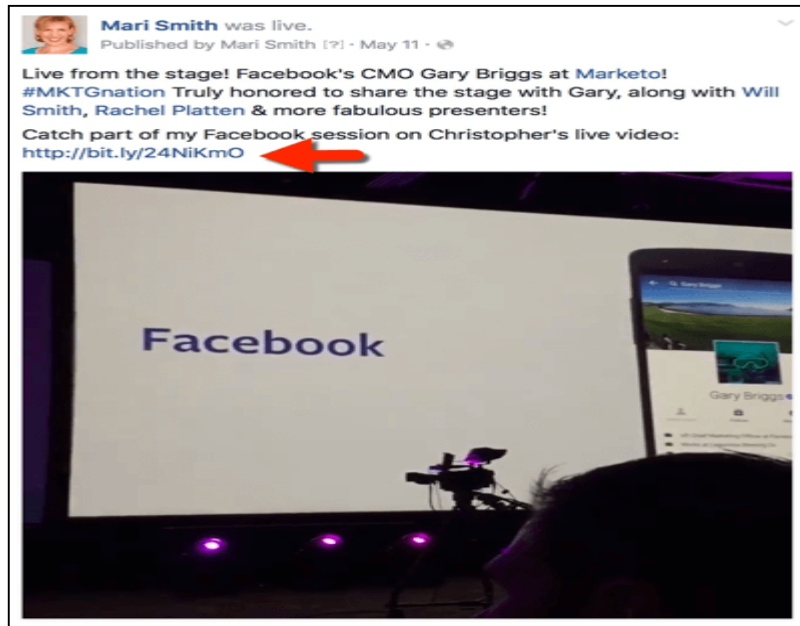 Mari Smith was live.
Published by Mari Smith [?] · May 11 ·
Live from the stage! Facebook's CMO Gary Briggs at Marketo!
#MKTGnation Truly honored to share the stage with Gary, along with Will
Smith, Rachel Platten & more fabulous presenters!
Catch part of my Facebook session on Christopher's live video:
http://bit.ly/24NiKmO
Facebook
Gary Briggs
Gary Briggs